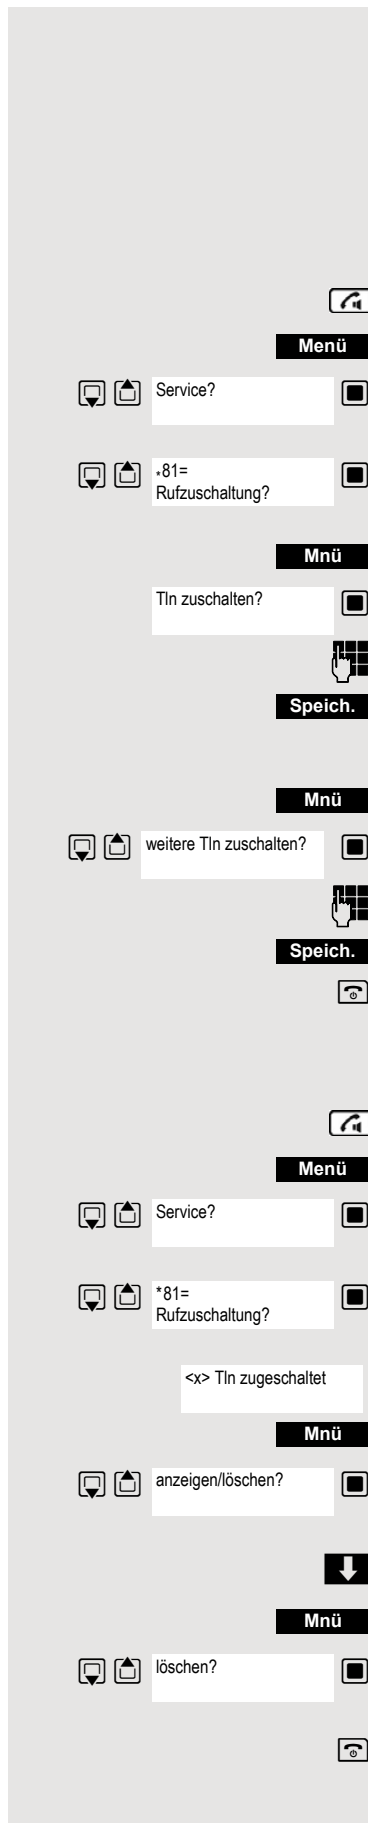 Menü
Service?
*81=
Rufzuschaltung?
Mnü
Tln zuschalten?
Speich.
Mnü
weitere Tln zuschalten?
Speich.
Menü
Service?
*81=
Rufzuschaltung?
<x> Tln zugeschaltet
Mnü
anzeigen/löschen?
Mnü
löschen?